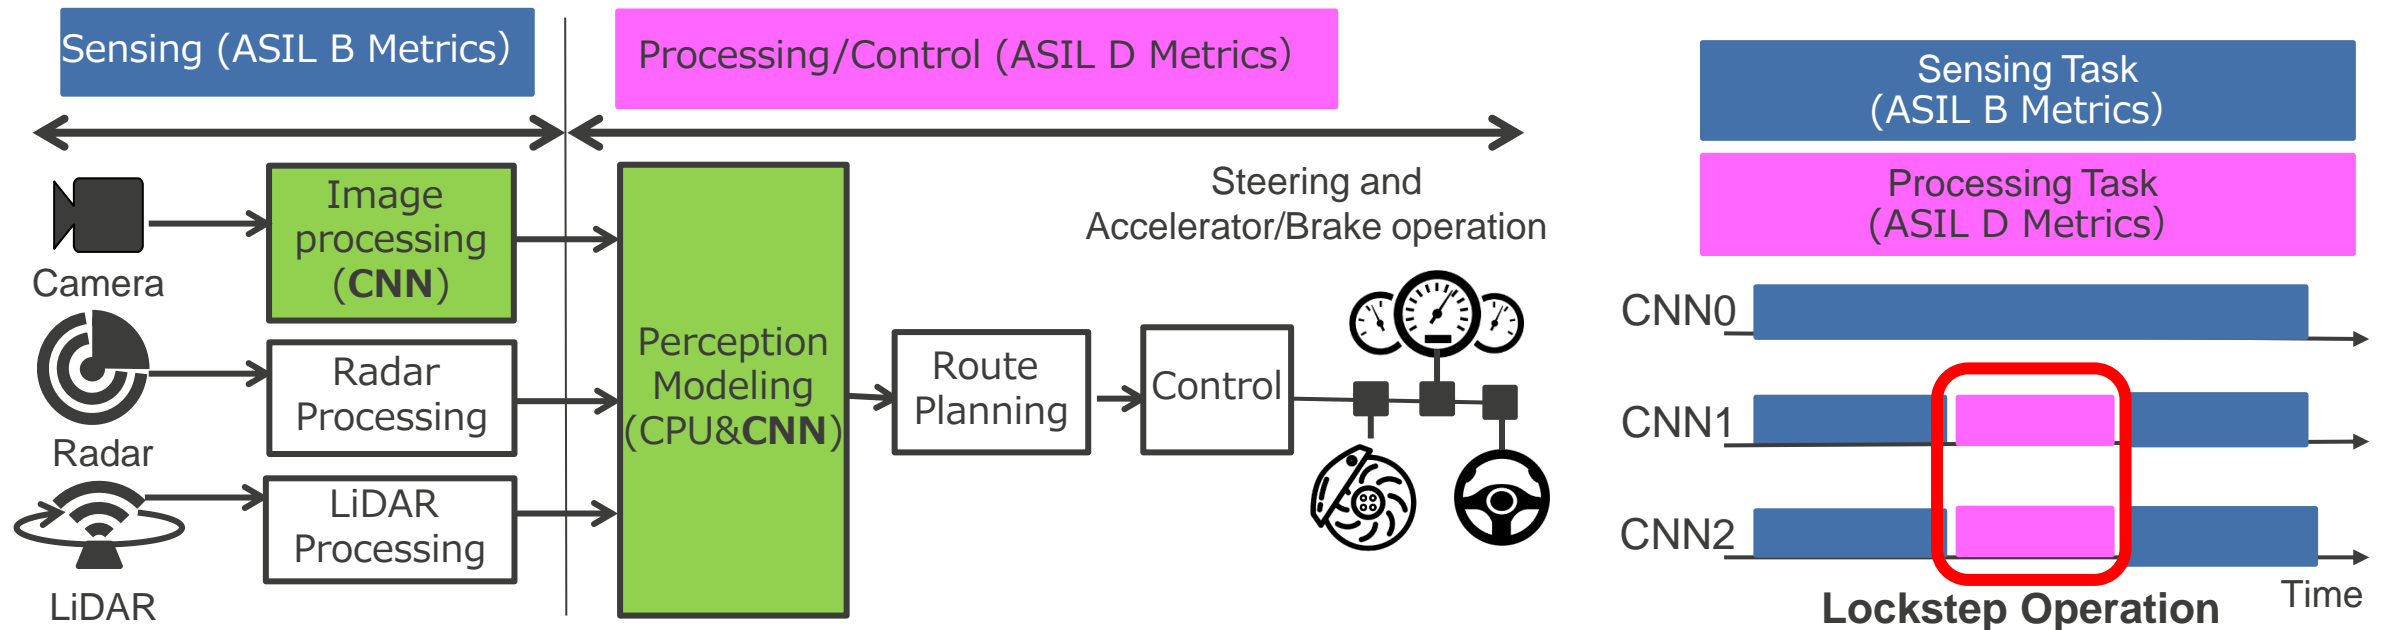 Sensing (ASIL B Metrics)
Processing/Control (ASIL D Metrics)
Camera
Radar
LiDAR
Image
processing
(CNN)
Radar
Processing
LiDAR
Processing
Perception
Modeling
(CPU&CNN)
Route
Planning
Control
Steering and
Accelerator/Brake operation
Sensing Task
(ASIL B Metrics)
Processing Task
(ASIL D Metrics)
CNN0
CNN1
CNN2
Time
Lockstep Operation